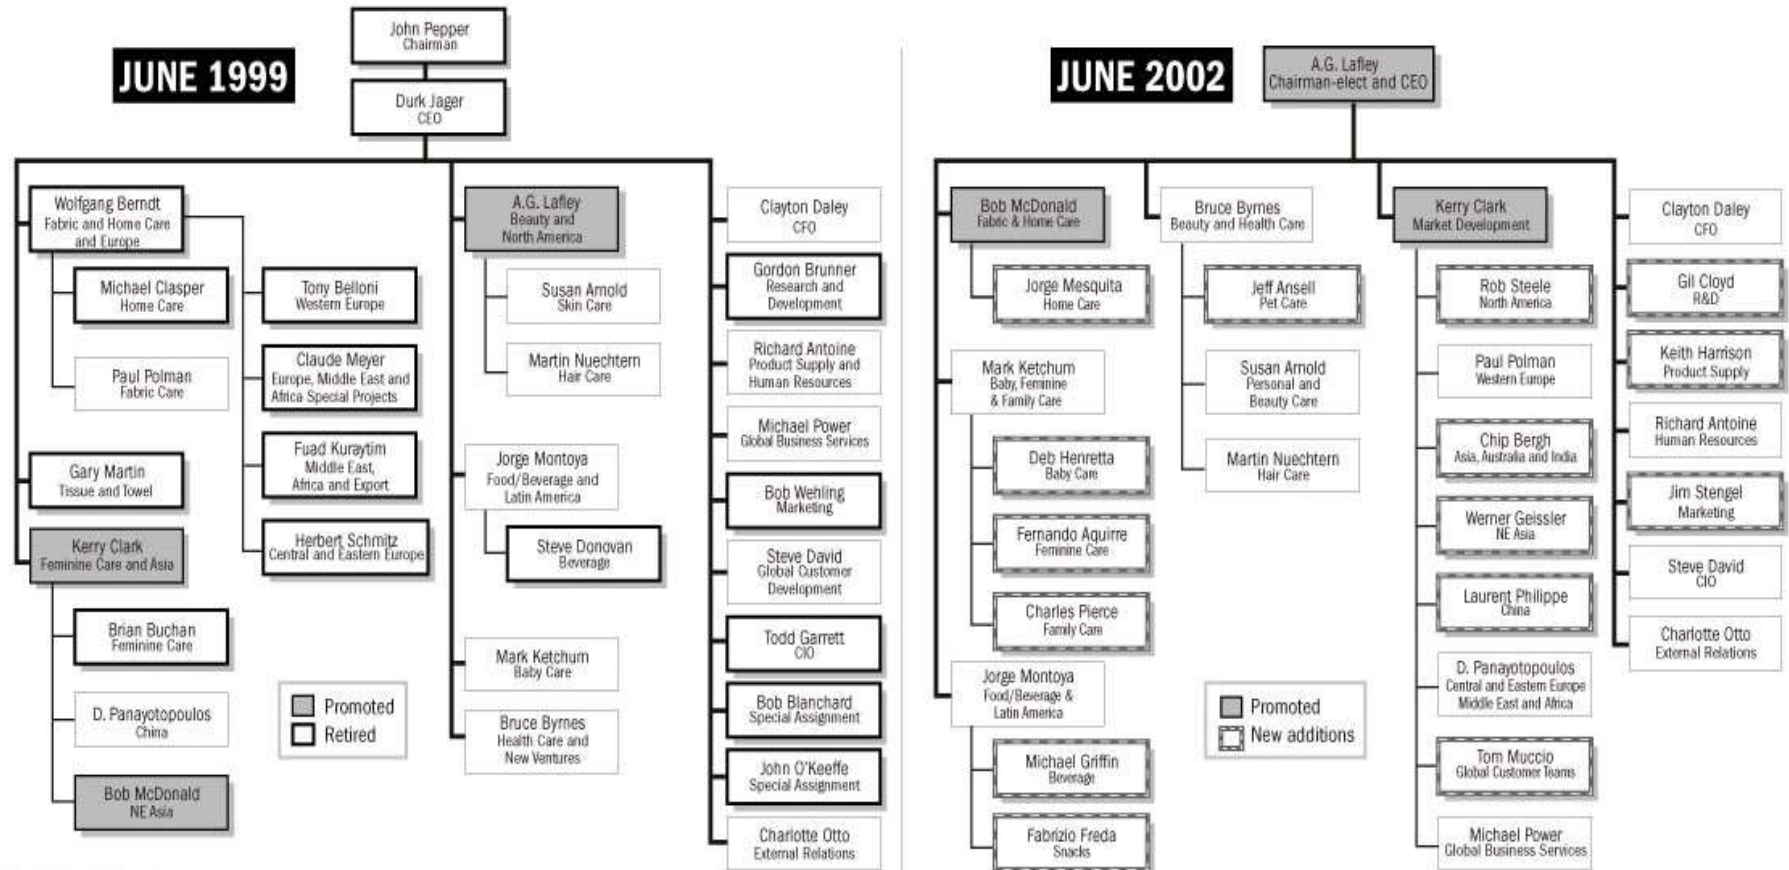 JUNE 1999
John Pepper
Chairman
Durk Jager
CEO
Wolfgang Berndt
Fabric and Home Care
and Europe
Michael Clasper
Home Care
Paul Polman
Fabric Care
Tony Belloni
Western Europe
Claude Meyer
Europe, Middle East and
Africa Special Projects
Fuad Kuraytim
Middle East,
Africa and Export
Herbert Schmitz
Central and Eastern Europe
Gary Martin
Tissue and Towel
Kerry Clark
Feminine Care and Asia
Brian Buchan
Feminine Care
D. Panayotopoulos
China
Bob McDonald
NE Asia
Promoted
Retired
A.G. Lafley
Beauty and
North America
Susan Arnold
Skin Care
Martin Nuechtern
Hair Care
Jorge Montoya
Food/Beverage and
Latin America
Steve Donovan
Beverage
Mark Ketchum
Baby Care
Bruce Byrnes
Health Care and
New Ventures
Clayton Daley
CFO
Gordon Brunner
Research and
Development
Richard Antoine
Product Supply and
Human Resources
Michael Power
Global Business Services
Bob Wehling
Marketing
Steve David
Global Customer
Development
Todd Garrett
CIO
Bob Blanchard
Special Assignment
John O'Keeffe
Special Assignment
Charlotte Otto
External Relations
JUNE 2002
A.G. Lafley
Chairman-elect and CEO
Bob McDonald
Fabric & Home Care
Jorge Mesquita
Home Care
Mark Ketchum
Baby, Feminine
& Family Care
Deb Henretta
Baby Care
Fernando Aquirre
Feminine Care
Charles Pierce
Family Care
Jorge Montoya
Food/Beverage &
Latin America
Michael Griffin
Beverage
Fabrizio Freda
Snacks
Bruce Byrnes
Beauty and Health Care
Jeff Ansell
Pet Care
Susan Arnold
Personal and
Beauty Care
Martin Nuechtern
Hair Care
Promoted
New additions
Kerry Clark
Market Development
Rob Steele
North America
Paul Polman
Western Europe
Chip Bergh
Asia, Australia and India
Werner Geissler
NE Asia
Laurent Philippe
China
D. Panayotopoulos
Central and Eastern Europe
Middle East and Africa
Tom Muccio
Global Customer Teams
Michael Power
Global Business Services
Clayton Daley
CFO
Gil Cloyd
R&D
Keith Harrison
Product Supply
Richard Antoine
Human Resources
Jim Stengel
Marketing
Steve David
CIO
Charlotte Otto
External Relations